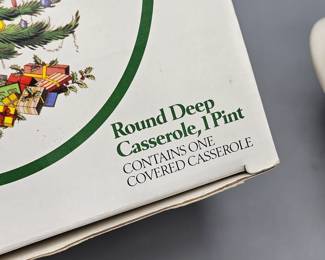 Round Deep
Casserole, 1 Pint
CONTAINS ONE
COVERED CASSEROLE